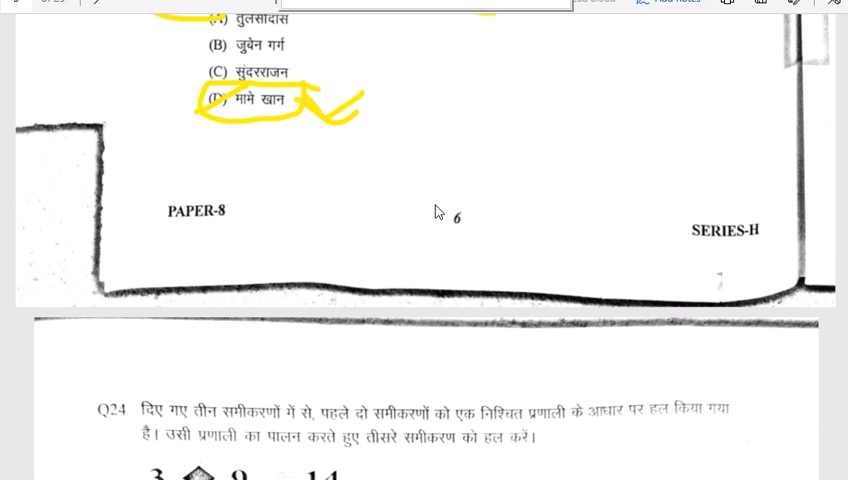 (A) तुलसीदास
(B) जुबेन गर्ग
(C) सुंदरराजन
(D) मामे खान
PAPER-8
6
SERIES-H
Q24 दिए गए तीन समीकरणों में से, पहले दो समीकरणों को एक निश्चित प्रणाली के आधार पर हल किया गया
है। उसी प्रणाली का पालन करते हुए तीसरे समीकरण को हल करें।